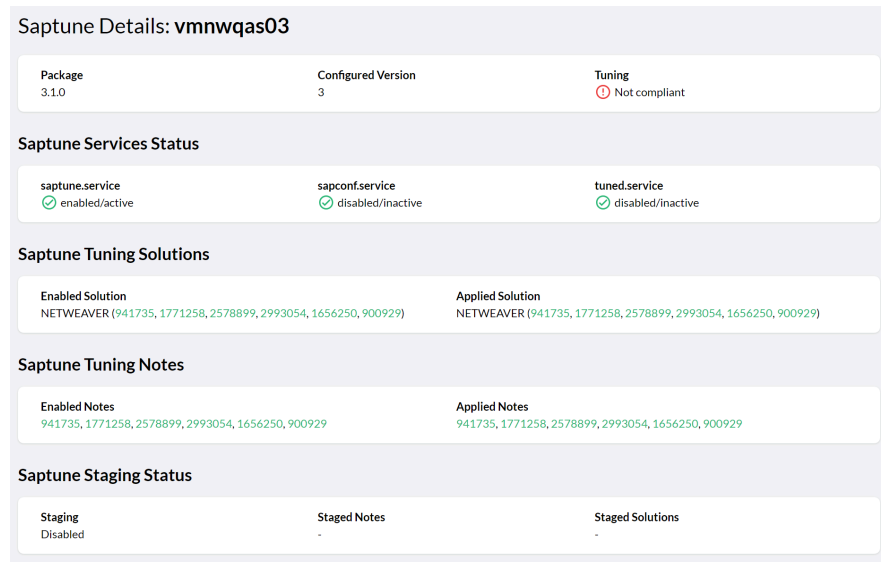 Saptune Details: vmnwqas03
Package
3.1.0
Configured Version
3
Tuning
Not compliant
Saptune Services Status
saptune.service
enabled/active
sapconf.service
disabled/inactive
tuned.service
disabled/inactive
Saptune Tuning Solutions
Enabled Solution
NETWEAVER (941735, 1771258, 2578899, 2993054, 1656250, 900929)
Applied Solution
NETWEAVER (941735, 1771258, 2578899, 2993054, 1656250, 900929)
Saptune Tuning Notes
Enabled Notes
941735, 1771258, 2578899, 2993054, 1656250, 900929
Applied Notes
941735, 1771258, 2578899, 2993054, 1656250, 900929
Saptune Staging Status
Staging
Disabled
Staged Notes
-
Staged Solutions
-